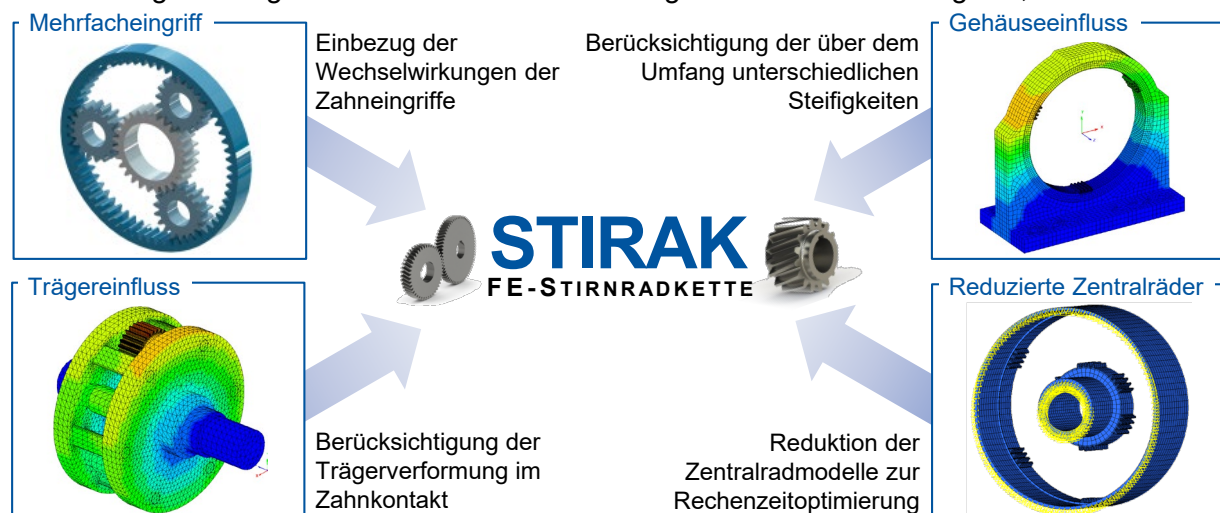 Mehrfacheingriff
Einbezug der
Wechselwirkungen der
Zahneingriffe
Berücksichtigung der über dem
Umfang unterschiedlichen
Steifigkeiten
Gehäuseeinfluss
STIRAK
FE-STIRNRADKETTE
Trägereinfluss
Berücksichtigung der
Trägerverformung im
Zahnkontakt
Reduktion der
Zentralradmodelle zur
Rechenzeitoptimierung
Reduzierte Zentralräder